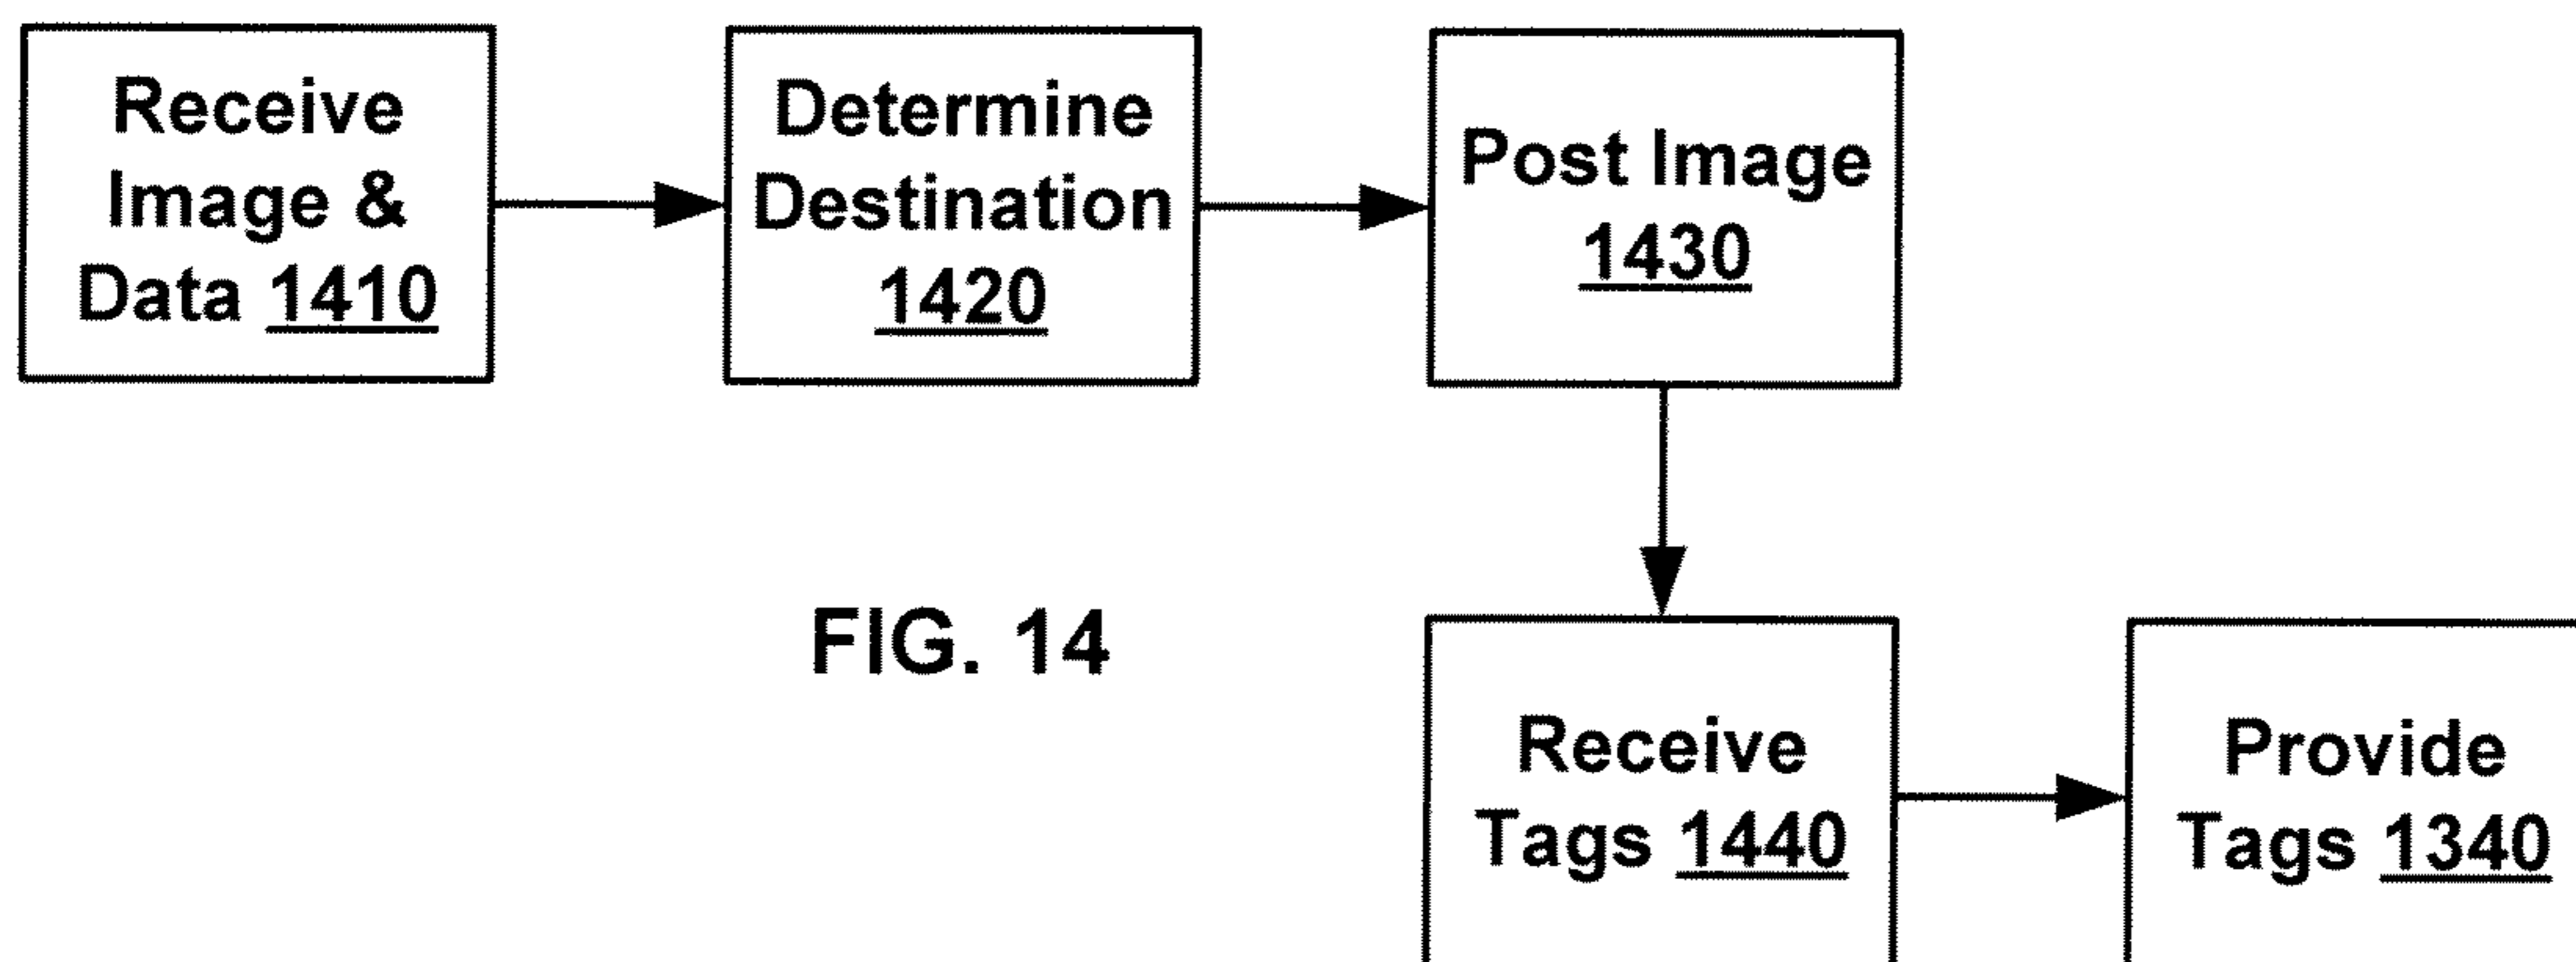 Receive
Image &
Data 1410
Determine
Destination
1420
Post Image
1430
FIG. 14
Receive
Tags 1440
Provide
Tags 1340